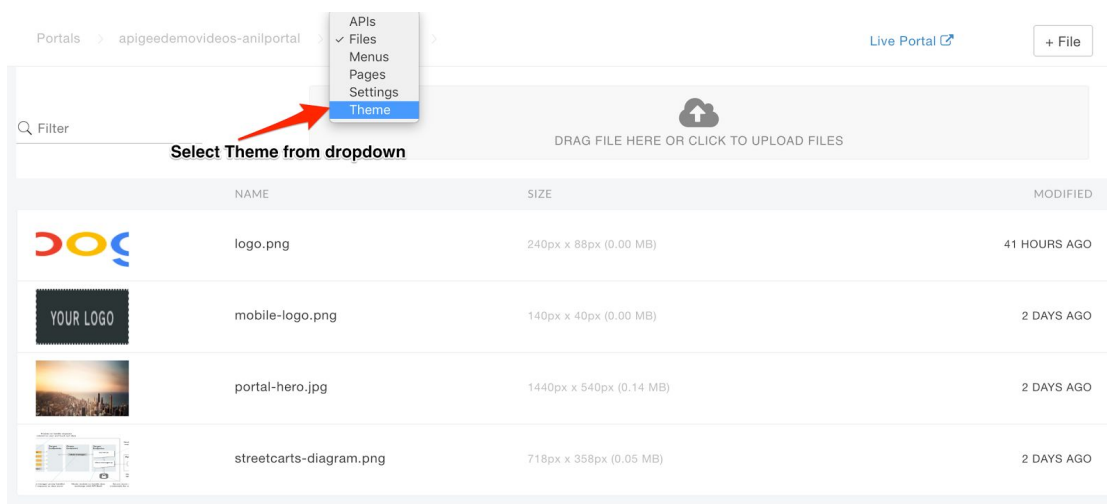 APIs
Portals > apigeedemovideos-anilportal > ✓ Files >
Live Portal
+ File
Menus
Pages
Settings
Theme
Filter
DRAG FILE HERE OR CLICK TO UPLOAD FILES
Select Theme from dropdown
NAME SIZE MODIFIED
logo.png 240px x 88px (0.00 MB) 41 HOURS AGO
YOUR LOGO
mobile-logo.png 140px x 40px (0.00 MB) 2 DAYS AGO
portal-hero.jpg 1440px x 540px (0.14 MB) 2 DAYS AGO
streetcarts-diagram.png 718px x 358px (0.05 MB) 2 DAYS AGO